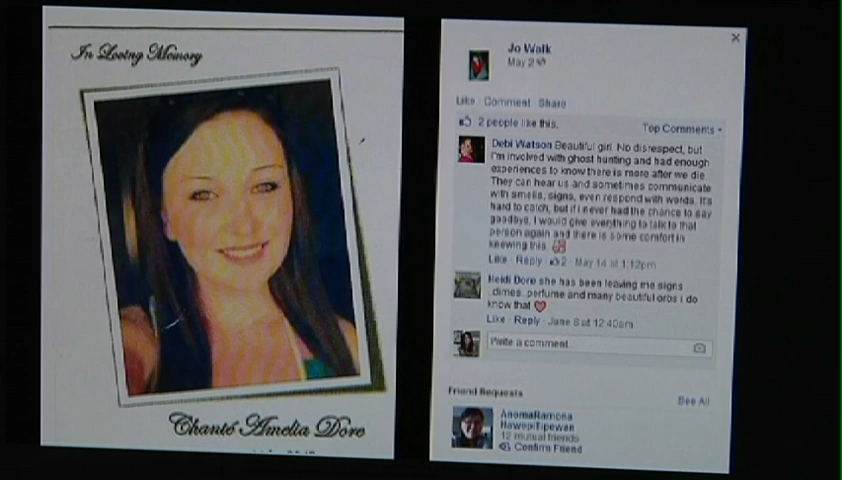 In Loving Memory
Chanté Amelia Dore
Jo Walk
May 2
Like Comment Share
2 people like this.
Top Comments
Debi Watson Beautiful girl. No disrespect, but
I'm involved with ghost hunting and had enough
experiences to know there is more after we die.
They can hear us and sometimes communicate
with smells, signs, even respond with words. It's
hard to catch, but if i never had the chance to say
goodbye, I would give everything to talk to that
person again and there is some comfort in
knowing this.
Like · Reply · 2 · May 14 at 1:12pm
Heidi Dore she has been leaving me signs
..dimes..perfume and many beautiful orbs i do
know that
Like · Reply · June 8 at 12:40am
Write a comment...
Friend Requests
See All
12 mutual friends
Confirm Friend